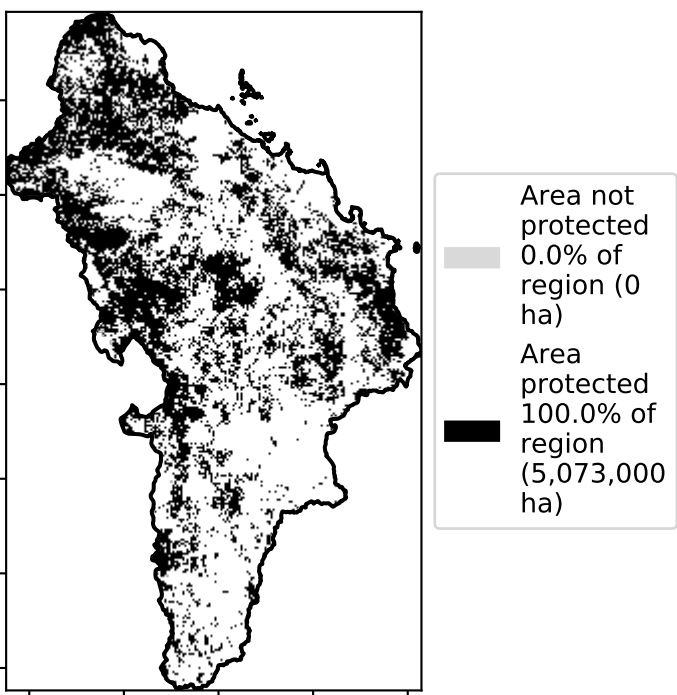 Area not
protected
0.0% of
region (0
ha)
Area
protected
100.0% of
region
(5,073,000
ha)